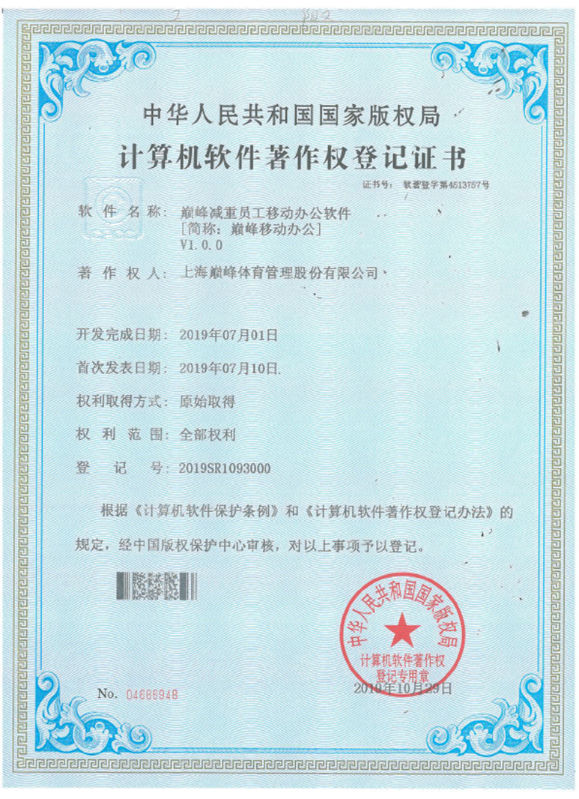 中华人民共和国国家版权局
计算机软件著作权登记证书
证书号： 软著登字第4513757号
软件名称： 巅峰减重员工移动办公软件
[简称：巅峰移动办公]
V1.0.0
著作权人： 上海巅峰体育管理股份有限公司
开发完成日期： 2019年07月01日
首次发表日期： 2019年07月10日
权利取得方式： 原始取得
权利范围： 全部权利
登记号： 2019SR1093000
根据《计算机软件保护条例》和《计算机软件著作权登记办法》的
规定，经中国版权保护中心审核，对以上事项予以登记。
中华人民共和国国家版权局
计算机软件著作权
登记专用章
2019年10月29日
No. 04686948